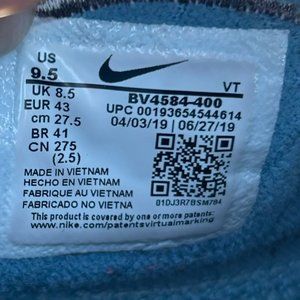 US
9.5 VT
UK 8.5 BV4584-400
EUR 43 UPC 00193654544614
cm 27.5 04/03/19 06/27/19
BR 41
CN 275
(2.5)
MADE IN VIETNAM
HECHO EN VIETNAM
FABRIQUE AU VIETNAM
FABRICADO NO VIETNA 01DJ3R7BSM784
This product is covered by one or more patents:
www.nike.com/patentsvirtualmarking